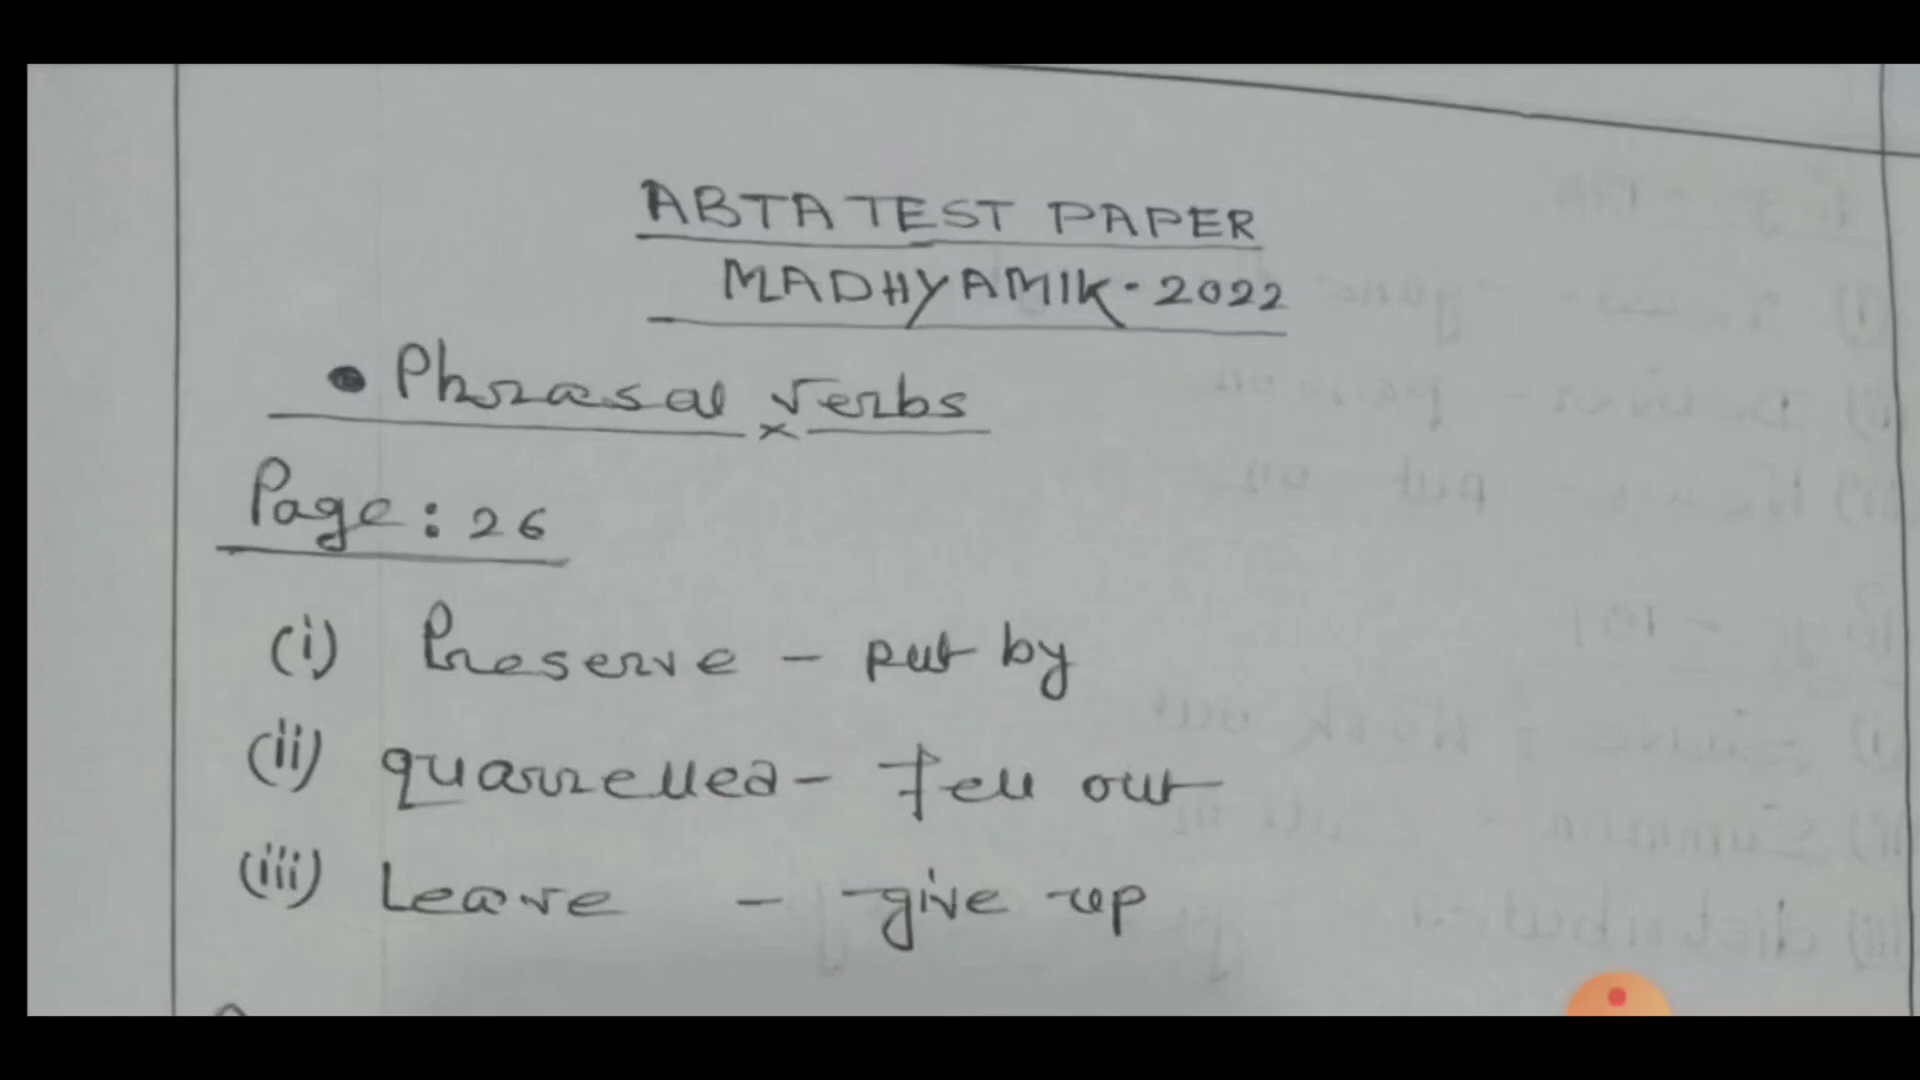 ABTA TEST PAPER
MADHYAMIK - 2022
• Phrasal verbs
Page : 26
(i) Preserve - put by
(ii) quarrelled - Fell out
(iii) Leave - give up